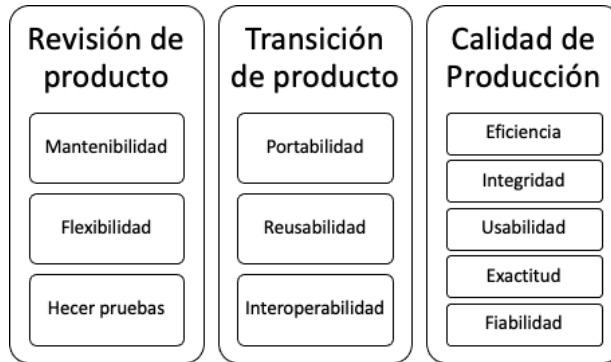 Revisión de
producto
Mantenibilidad
Flexibilidad
Hecer pruebas
Transición
de producto
Portabilidad
Reusabilidad
Interoperabilidad
Calidad de
Producción
Eficiencia
Integridad
Usabilidad
Exactitud
Fiabilidad